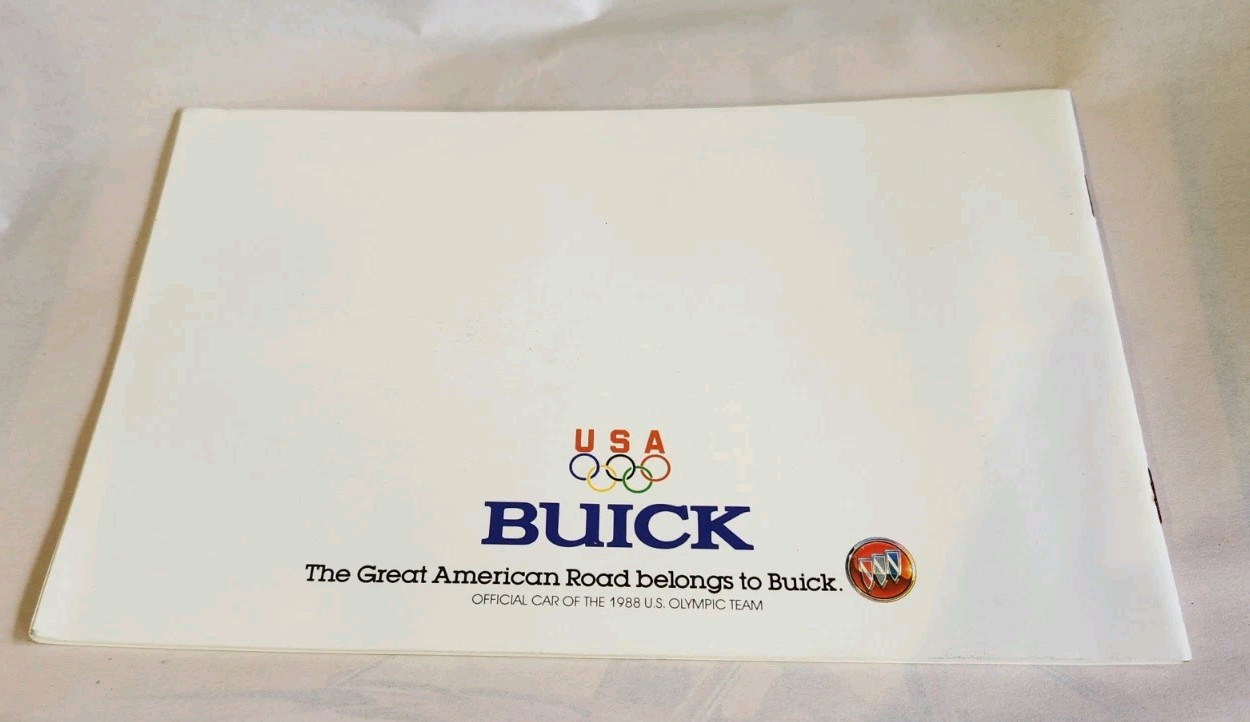 USA
BUICK
The Great American Road belongs to Buick.
OFFICIAL CAR OF THE 1988 U.S. OLYMPIC TEAM